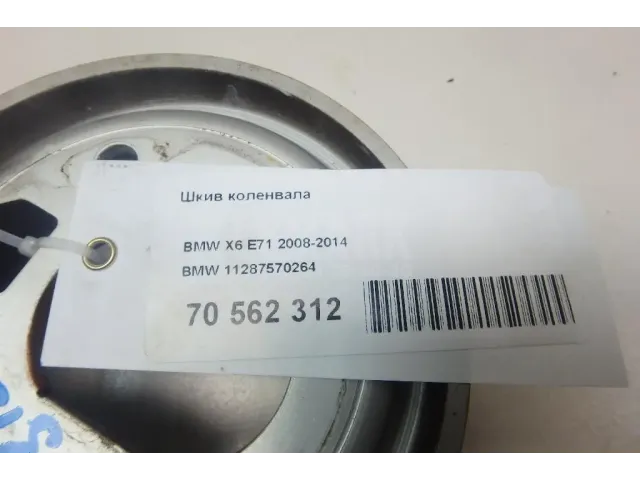 Шкив коленвала
BMW X6 E71 2008-2014
BMW 11287570264
70 562 312